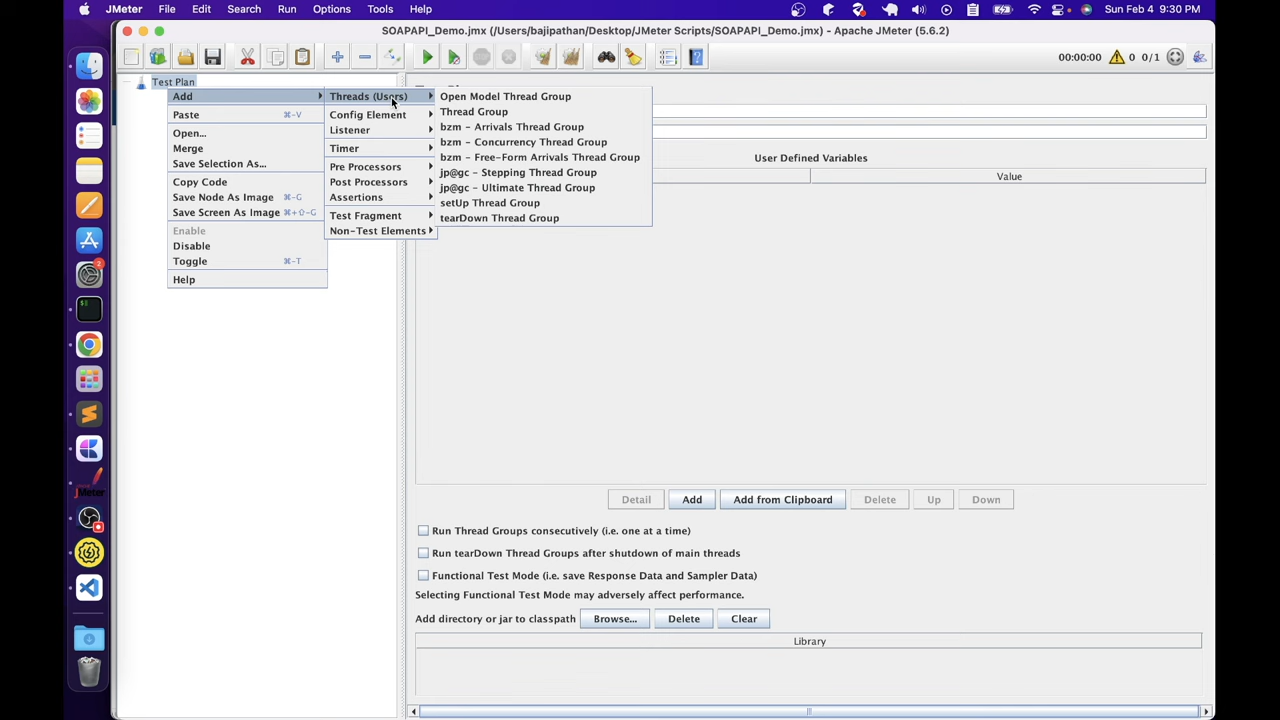 JMeter File Edit Search Run Options Tools Help Sun Feb 4 9:30 PM
SOAPAPI_Demo.jmx (/Users/bajipathan/Desktop/JMeter Scripts/SOAPAPI_Demo.jmx) - Apache JMeter (5.6.2)
00:00:00 0 0/1
Test Plan
Add
Paste ⌘-V
Open...
Merge
Save Selection As...
Copy Code
Save Node As Image ⌘-G
Save Screen As Image ⌘+⇧-G
Enable
Disable
Toggle ⌘-T
Help
Threads (Users)
Config Element
Listener
Timer
Pre Processors
Post Processors
Assertions
Test Fragment
Non-Test Elements
Open Model Thread Group
Thread Group
bzm - Arrivals Thread Group
bzm - Concurrency Thread Group
bzm - Free-Form Arrivals Thread Group
jp@gc - Stepping Thread Group
jp@gc - Ultimate Thread Group
setUp Thread Group
tearDown Thread Group
User Defined Variables
Value
Detail Add Add from Clipboard Delete Up Down
Run Thread Groups consecutively (i.e. one at a time)
Run tearDown Thread Groups after shutdown of main threads
Functional Test Mode (i.e. save Response Data and Sampler Data)
Selecting Functional Test Mode may adversely affect performance.
Add directory or jar to classpath Browse... Delete Clear
Library
2
JMeter